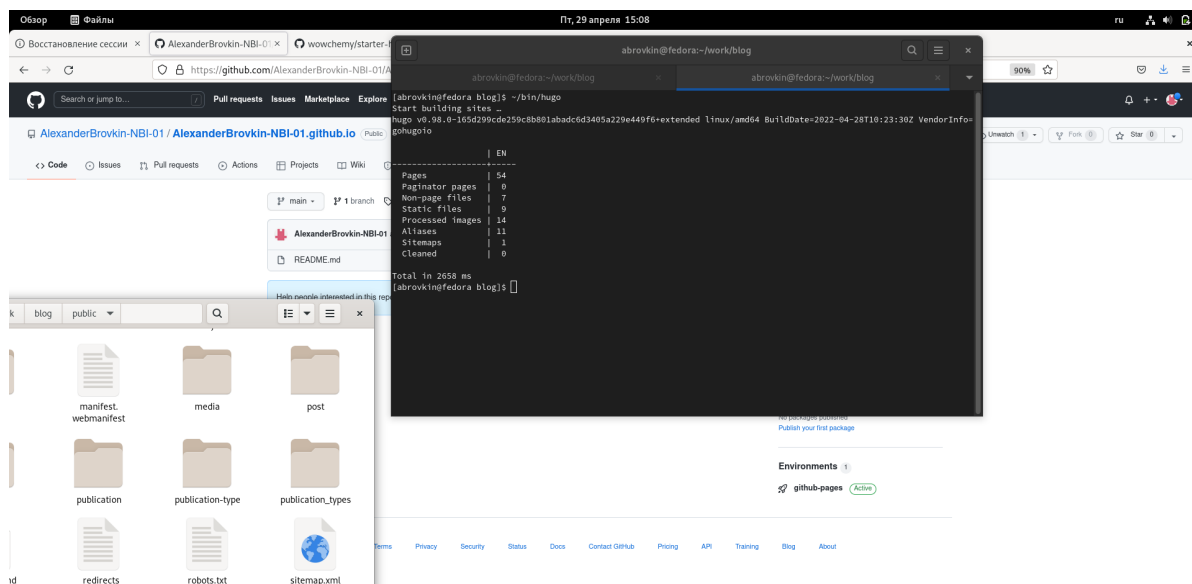 Обзор Файлы Пт, 29 апреля 15:08 ru
Восстановление сессии × AlexanderBrovkin-NBI-01 × wowchemy/starter-
https://github.com/AlexanderBrovkin-NBI-01/A 90%
Search or jump to... / Pull requests Issues Marketplace Explore
AlexanderBrovkin-NBI-01 / AlexanderBrovkin-NBI-01.github.io Public Unwatch 1 Fork 0 Star 0
Code Issues Pull requests Actions Projects Wiki
main 1 branch
AlexanderBrovkin-NBI-01
README.md
Help people interested in this repo
abrovkin@fedora:~/work/blog
abrovkin@fedora:~/work/blog × abrovkin@fedora:~/work/blog ×
[abrovkin@fedora blog]$ ~/bin/hugo
Start building sites …
hugo v0.98.0-165d299cde259c8b801abadc6d3405a229e449f6+extended linux/amd64 BuildDate=2022-04-28T10:23:30Z VendorInfo=
gohugoio
| EN
-------------------+-----
Pages | 54
Paginator pages | 0
Non-page files | 7
Static files | 9
Processed images | 14
Aliases | 11
Sitemaps | 1
Cleaned | 0
Total in 2658 ms
[abrovkin@fedora blog]$
k blog public
manifest.
webmanifest
media
post
publication
publication-type
publication_types
redirects
robots.txt
sitemap.xml
No packages published
Publish your first package
Environments 1
github-pages Active
Terms Privacy Security Status Docs Contact GitHub Pricing API Training Blog About